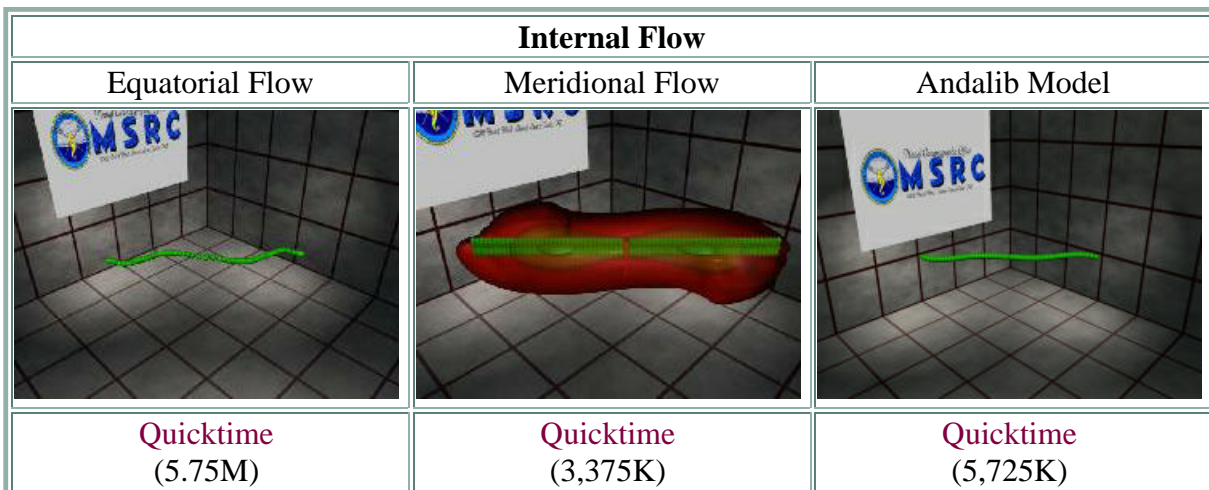 Internal Flow
Equatorial Flow
Meridional Flow
Andalib Model
MSRC
MSRC
MSRC
Quicktime
(5.75M)
Quicktime
(3,375K)
Quicktime
(5,725K)